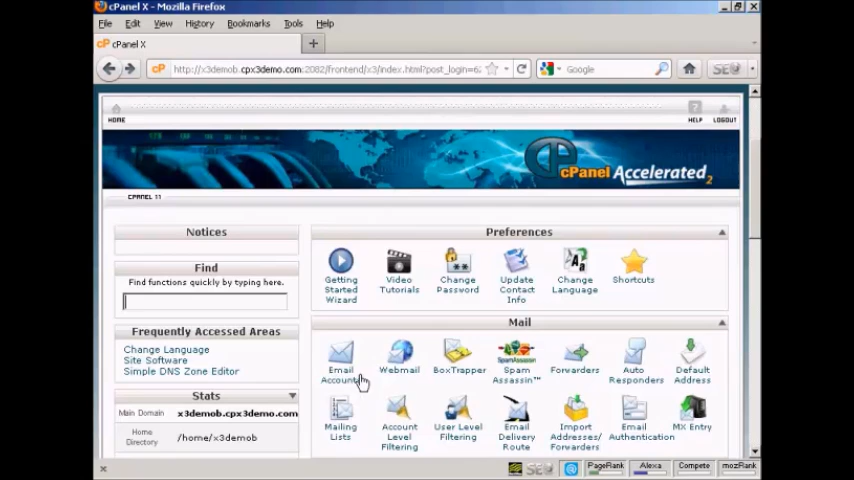 cPanel X - Mozilla Firefox
File Edit View History Bookmarks Tools Help
cPanel X
http://x3demob.cpx3demo.com:2082/frontend/x3/index.html?post_login=6
Google
SEO
HOME
HELP LOGOUT
cPanel Accelerated 2
CPANEL 11
Notices
Find
Find functions quickly by typing here.
Frequently Accessed Areas
Change Language
Site Software
Simple DNS Zone Editor
Stats
Main Domain x3demob.cpx3demo.com
Home Directory /home/x3demob
Preferences
Getting Started Wizard
Video Tutorials
Change Password
Update Contact Info
Change Language
Shortcuts
Mail
Email Accounts
Webmail
BoxTrapper
Spam Assassin™
Forwarders
Auto Responders
Default Address
Mailing Lists
Account Level Filtering
User Level Filtering
Email Delivery Route
Import Addresses/ Forwarders
Email Authentication
MX Entry
SEO
PageRank
Alexa
Compete
mozRank